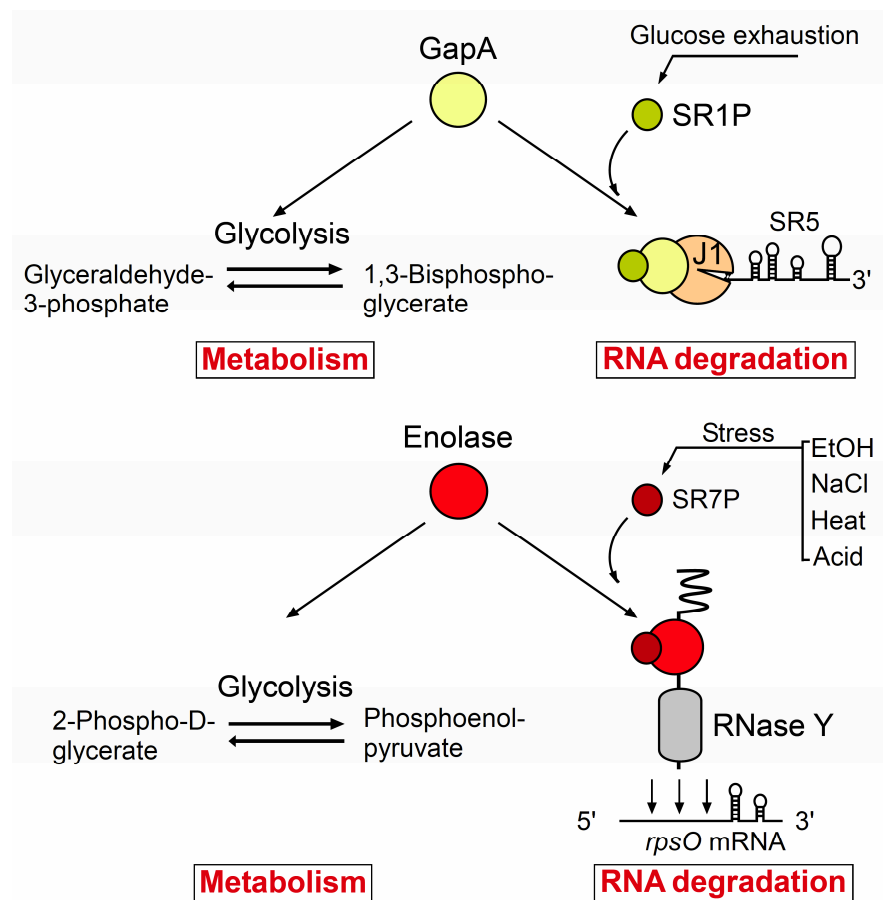 GapA
Glucose exhaustion
SR1P
Glycolysis
Glyceraldehyde-
3-phosphate
1,3-Bisphospho-
glycerate
J1
SR5
3'
Metabolism
RNA degradation
Enolase
Stress
EtOH
NaCl
Heat
Acid
SR7P
Glycolysis
2-Phospho-D-
glycerate
Phosphoenol-
pyruvate
RNase Y
5'
3'
rpsO mRNA
Metabolism
RNA degradation